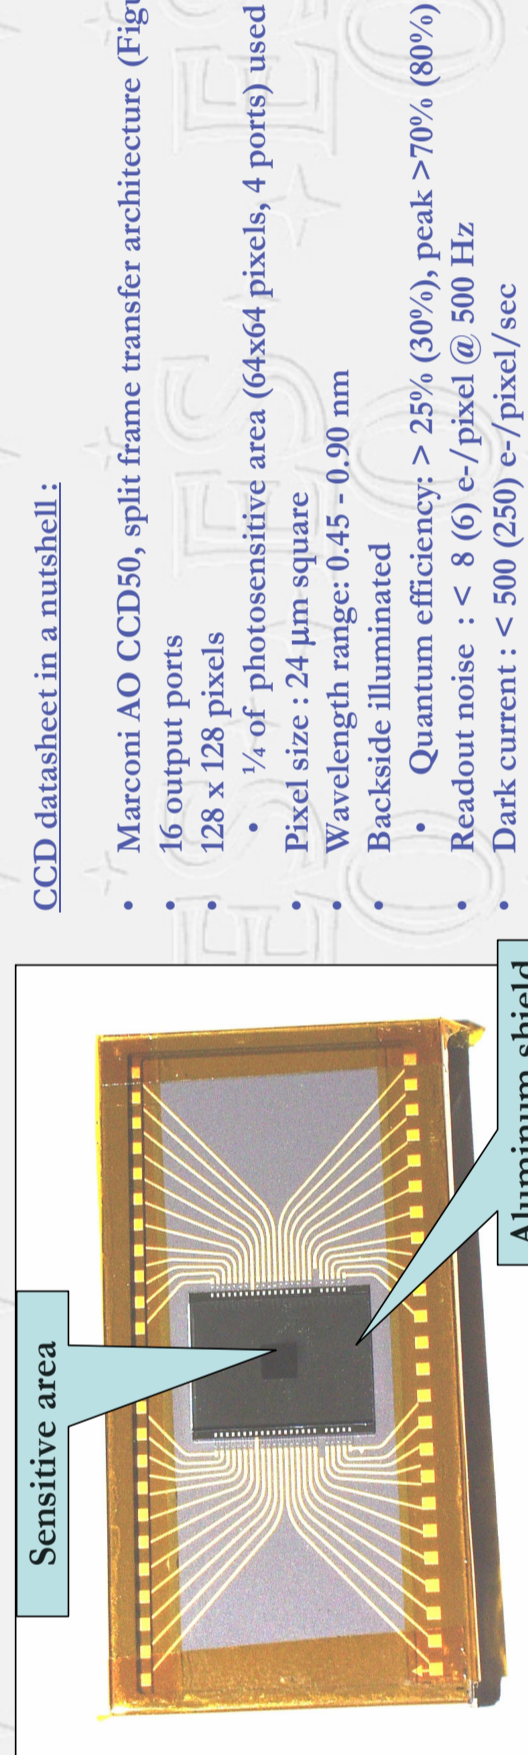 CCD datasheet in a nutshell :
• Marconi AO CCD50, split frame transfer architecture (Figu
• 16 output ports
• 128 x 128 pixels
• ¼ of photosensitive area (64x64 pixels, 4 ports) used
• Pixel size : 24 µm square
• Wavelength range: 0.45 - 0.90 nm
• Backside illuminated
• Quantum efficiency: > 25% (30%), peak >70% (80%)
• Readout noise : < 8 (6) e-/pixel @ 500 Hz
• Dark current : < 500 (250) e-/pixel/sec
Sensitive area
Aluminum shield